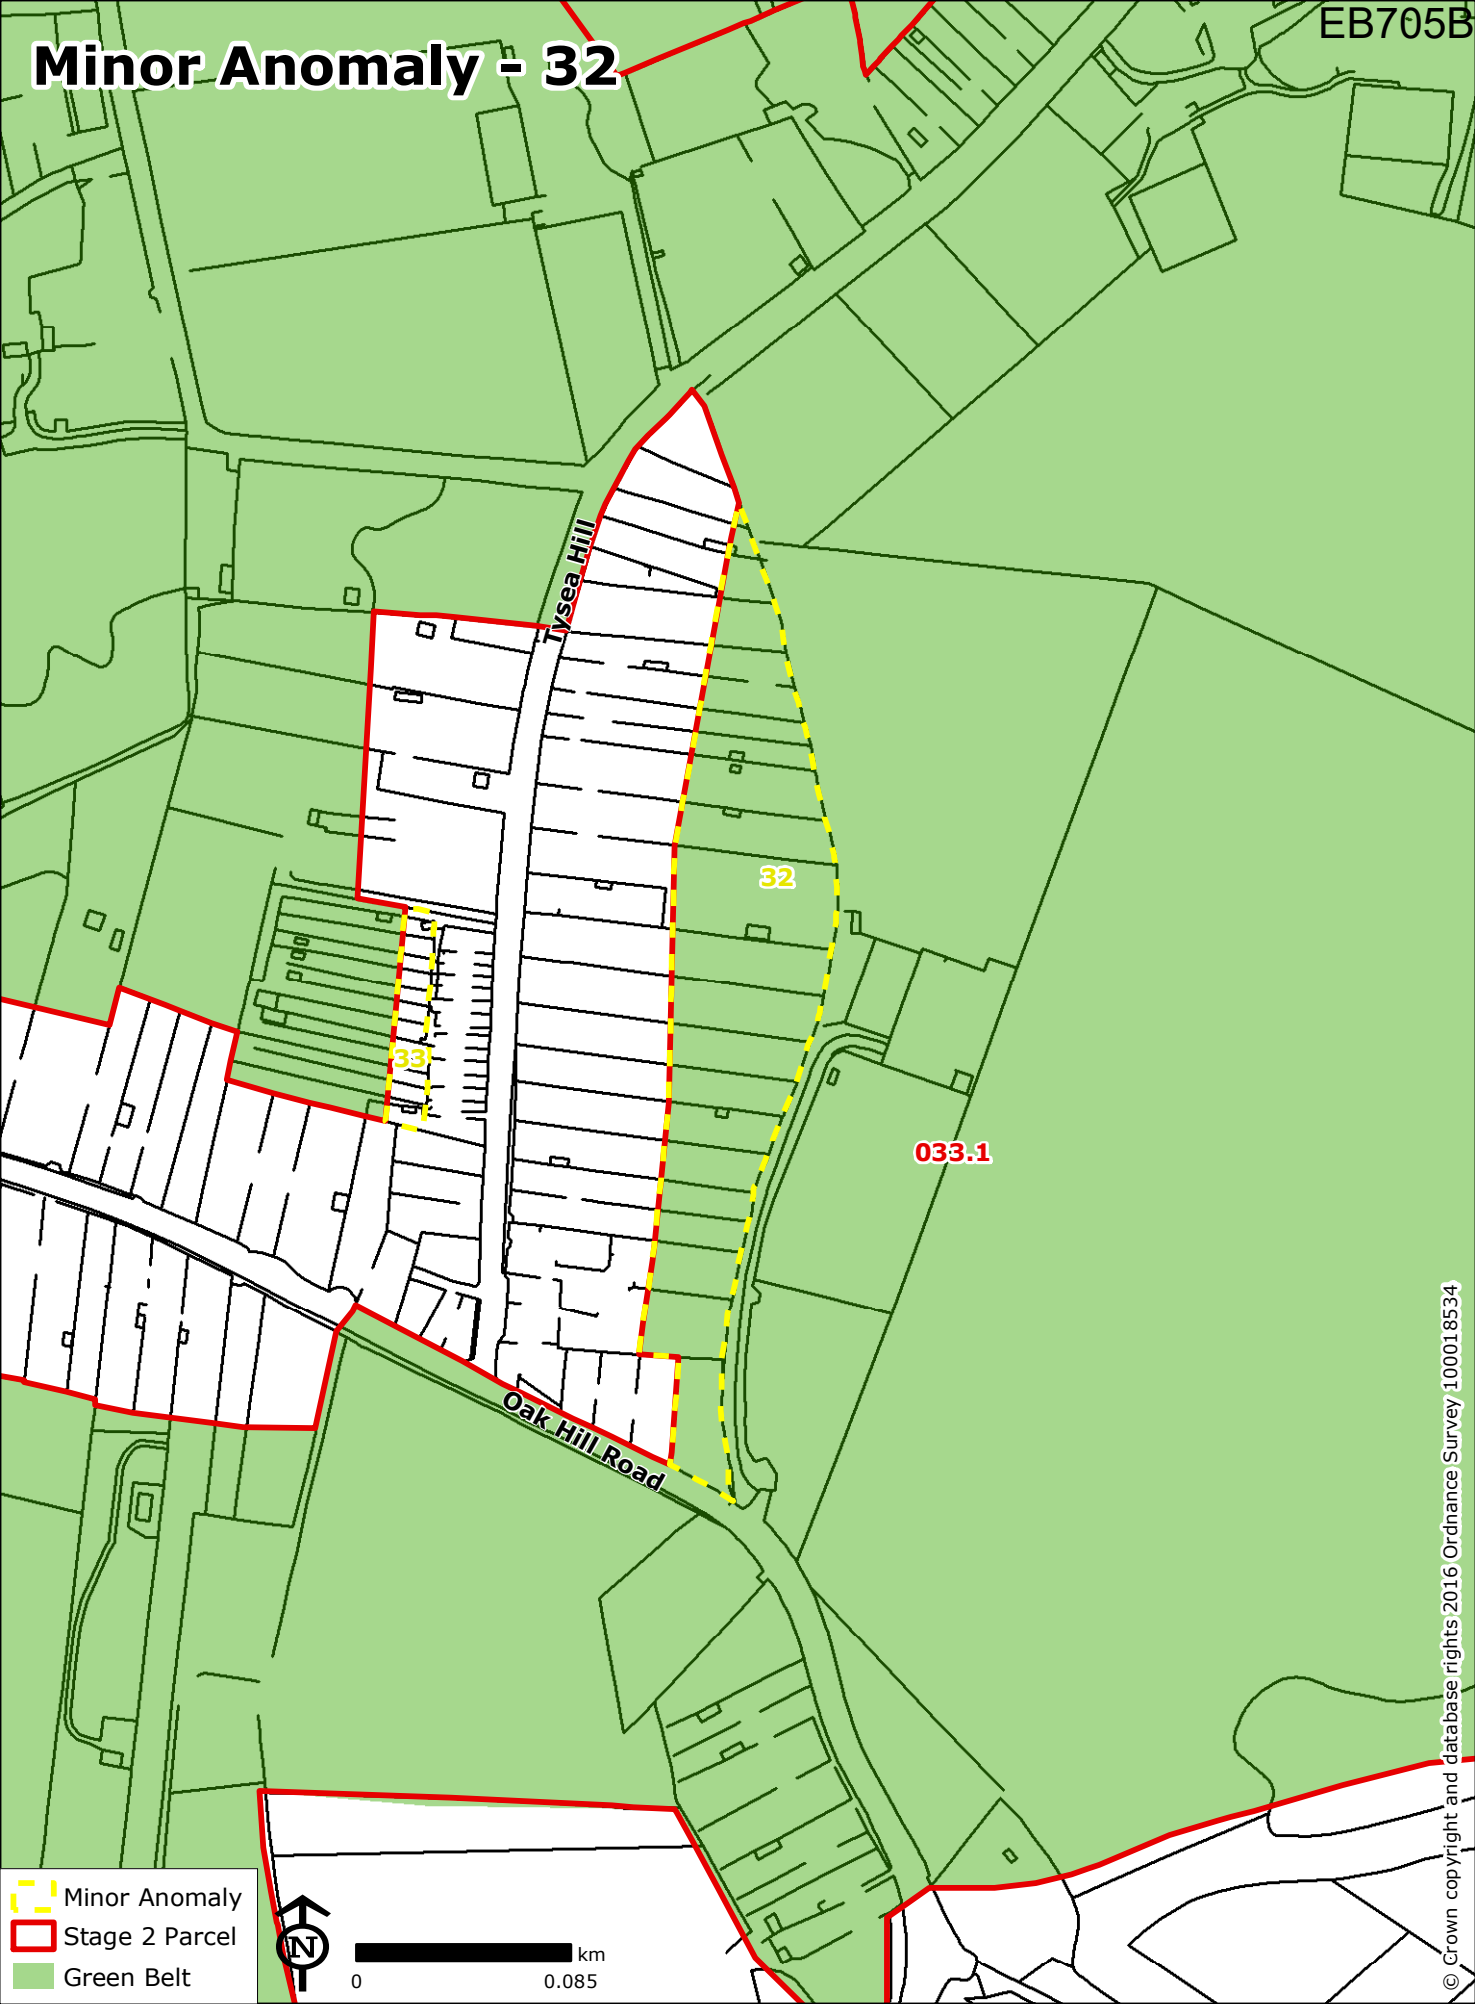 EB705B
Minor Anomaly - 32
Tysea Hill
32
33
033.1
Oak Hill Road
© Crown copyright and database rights 2016 Ordnance Survey 100018534
Minor Anomaly
Stage 2 Parcel
Green Belt
N
km
0 0.085